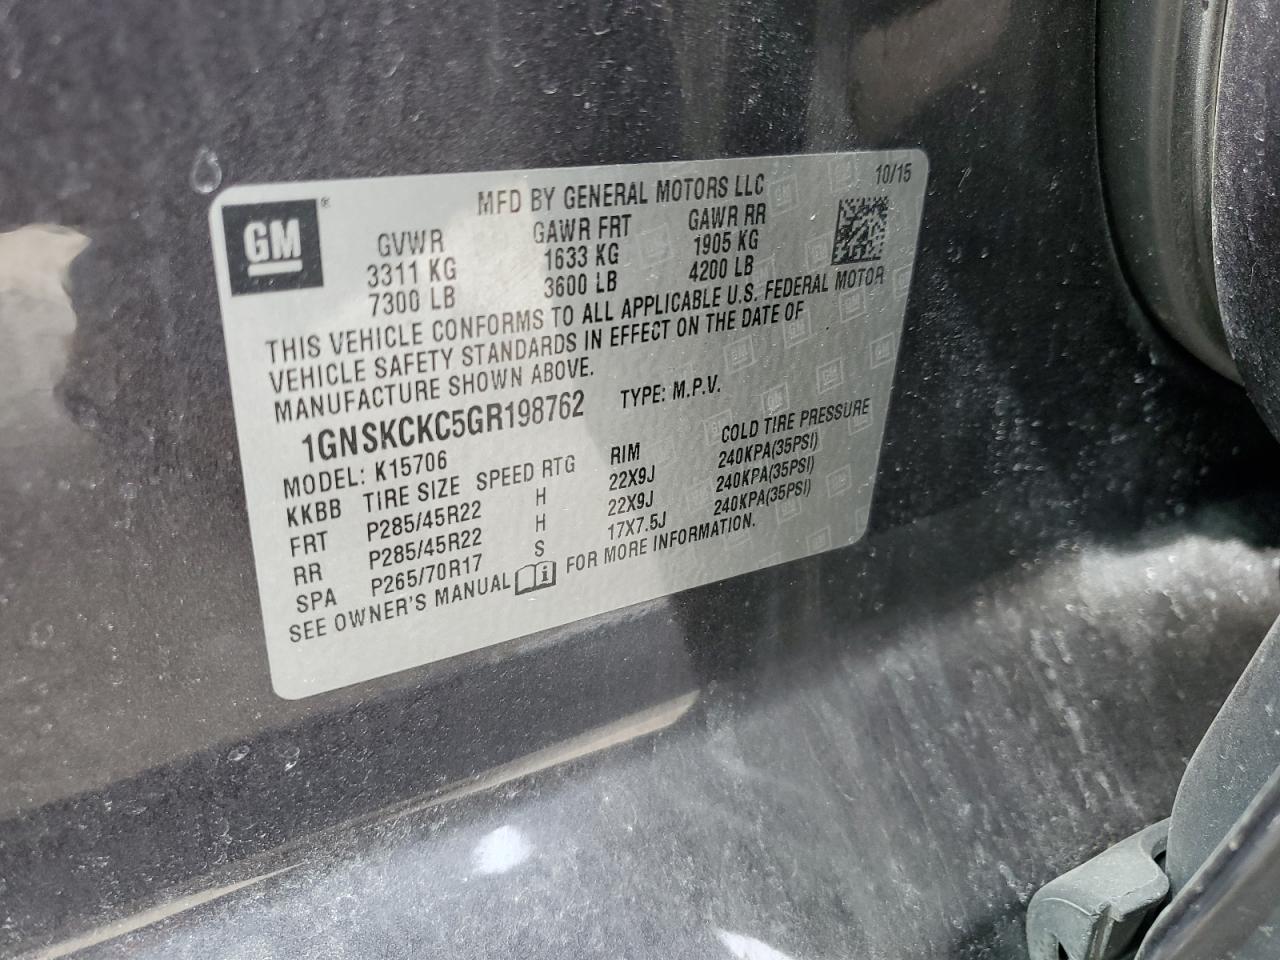 GM ®
MFD BY GENERAL MOTORS LLC 10/15
GVWR GAWR FRT GAWR RR
3311 KG 1633 KG 1905 KG
7300 LB 3600 LB 4200 LB
THIS VEHICLE CONFORMS TO ALL APPLICABLE U.S. FEDERAL MOTOR
VEHICLE SAFETY STANDARDS IN EFFECT ON THE DATE OF
MANUFACTURE SHOWN ABOVE.
1GNSKCKC5GR198762 TYPE: M.P.V.
MODEL: K15706
KKBB TIRE SIZE SPEED RTG RIM COLD TIRE PRESSURE
FRT P285/45R22 H 22X9J 240KPA(35PSI)
RR P285/45R22 H 22X9J 240KPA(35PSI)
SPA P265/70R17 S 17X7.5J 240KPA(35PSI)
SEE OWNER'S MANUAL FOR MORE INFORMATION.